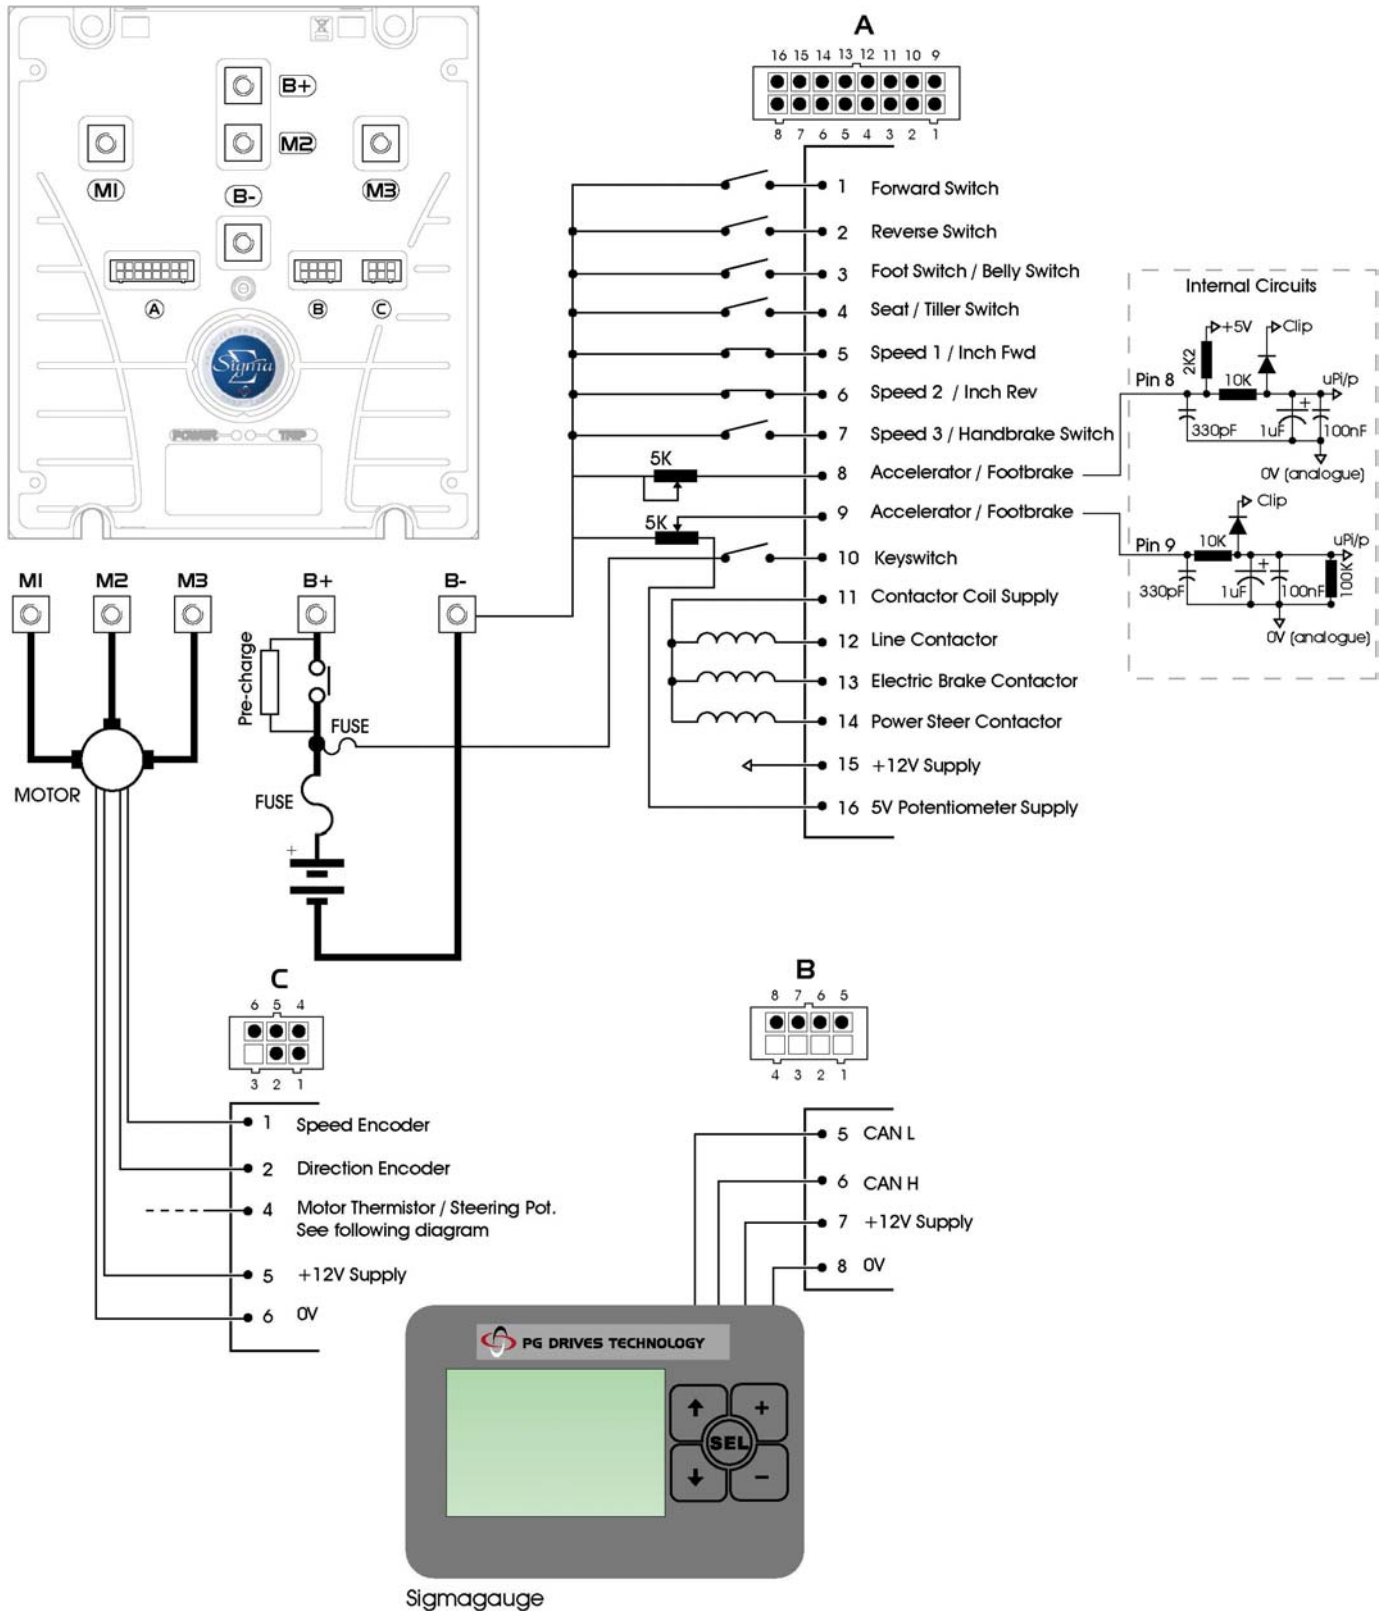 B+
M2
M1
M3
B-
A
B
C
Sigma
POWER
TRIP
A
16 15 14 13 12 11 10 9
8 7 6 5 4 3 2 1
1 Forward Switch
2 Reverse Switch
3 Foot Switch / Belly Switch
4 Seat / Tiller Switch
5 Speed 1 / Inch Fwd
6 Speed 2 / Inch Rev
7 Speed 3 / Handbrake Switch
5K
8 Accelerator / Footbrake
5K
9 Accelerator / Footbrake
10 Keyswitch
11 Contactor Coil Supply
12 Line Contactor
13 Electric Brake Contactor
14 Power Steer Contactor
15 +12V Supply
16 5V Potentiometer Supply
Internal Circuits
+5V
Clip
2K2
Pin 8
10K
uPi/p
330pF
1uF
+
100nF
0V (analogue)
Clip
Pin 9
10K
uPi/p
330pF
1uF
+
100nF
100K
0V (analogue)
M1
M2
M3
B+
B-
Pre-charge
FUSE
MOTOR
FUSE
+
C
6 5 4
3 2 1
1 Speed Encoder
2 Direction Encoder
4 Motor Thermistor / Steering Pot.
See following diagram
5 +12V Supply
6 0V
B
8 7 6 5
4 3 2 1
5 CAN L
6 CAN H
7 +12V Supply
8 0V
PG DRIVES TECHNOLOGY
+
SEL
−
Sigmagauge